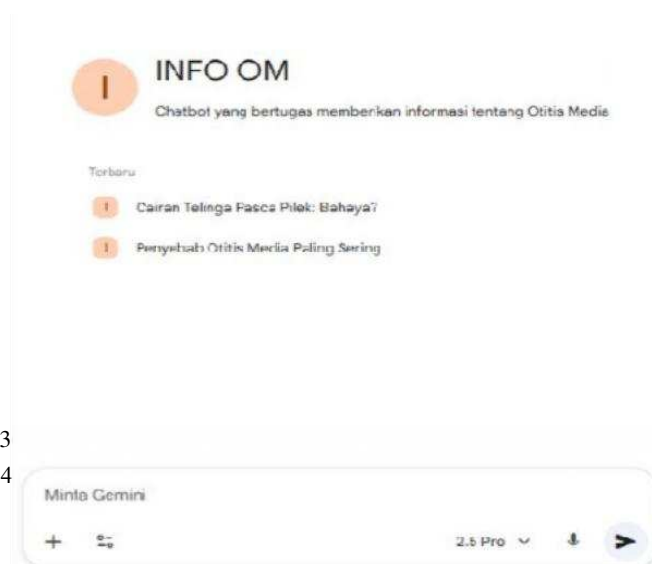 I
INFO OM
Chatbot yang bertugas memberikan informasi tentang Otitis Media
Terbaru
I Cairan Telinga Pasca Pilek: Bahaya?
I Penyebab Otitis Media Paling Sering
3
4
Minta Gemini
2.5 Pro